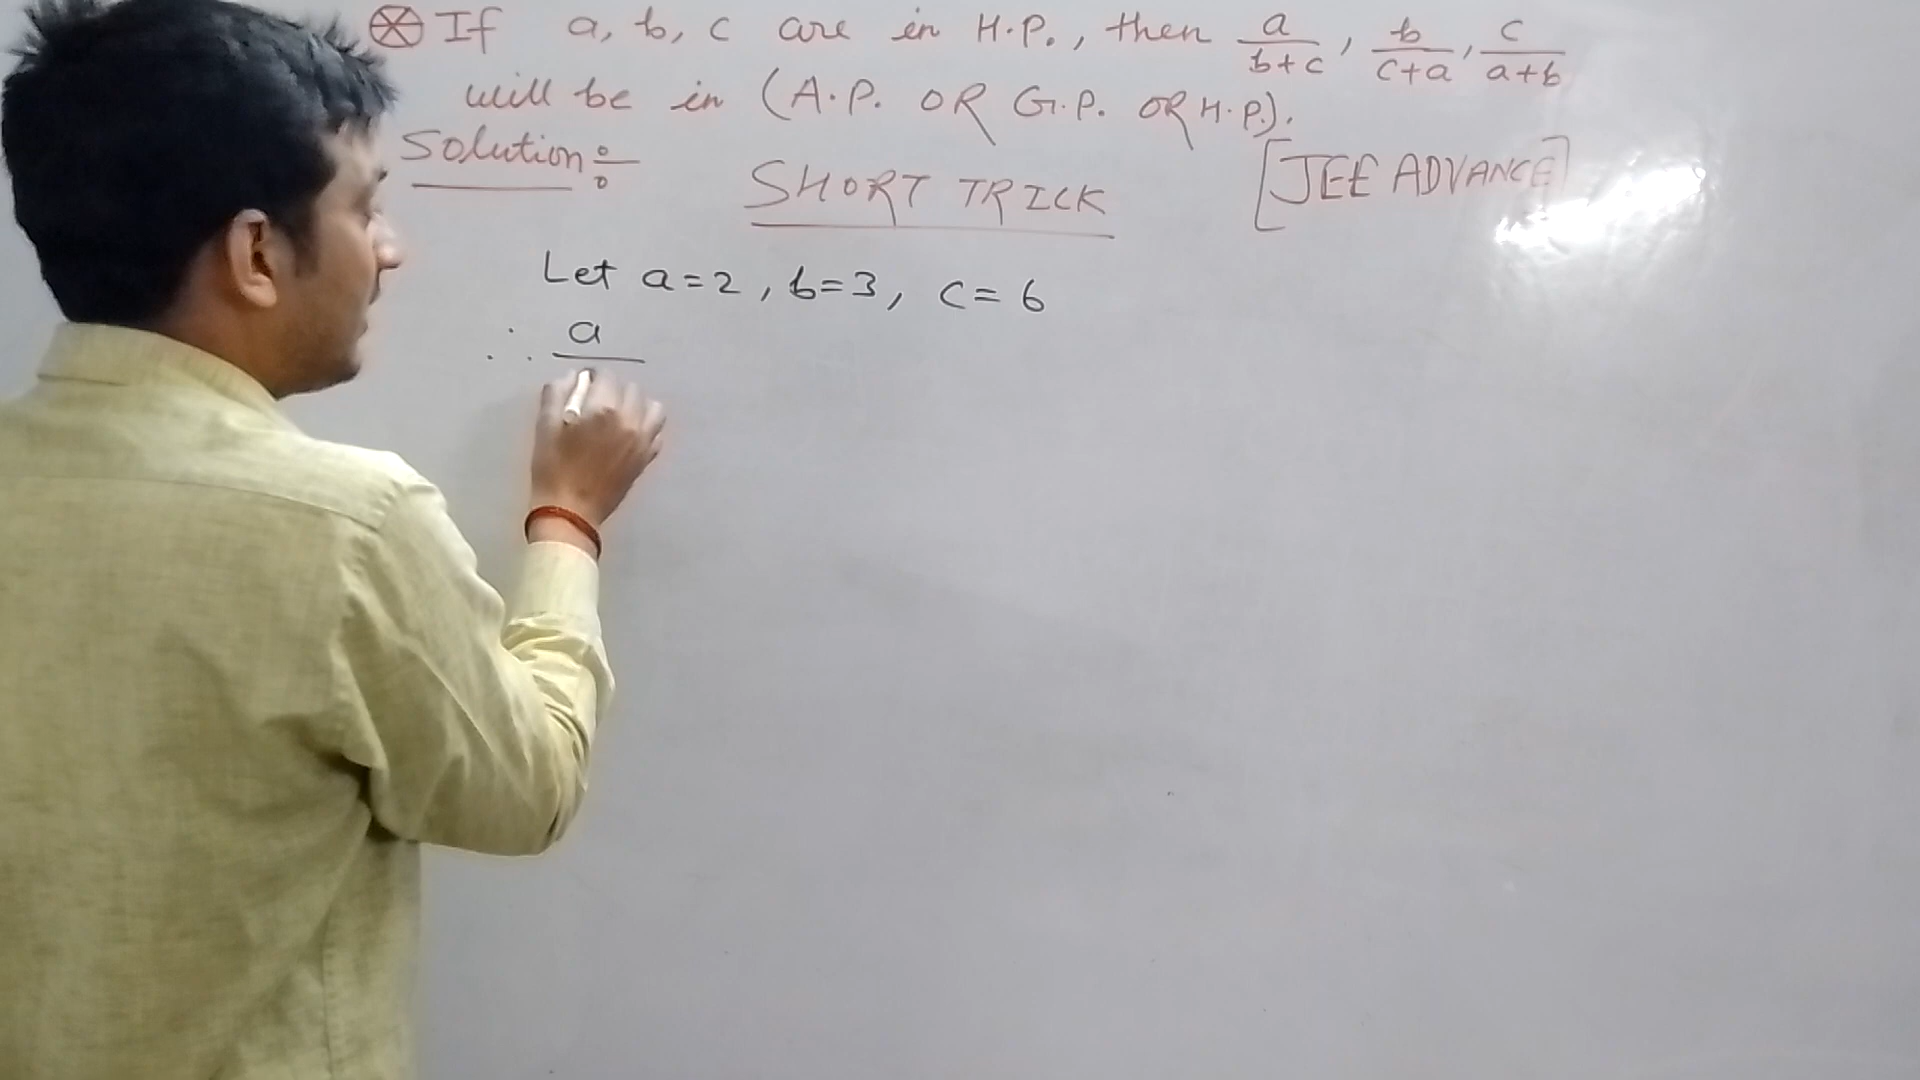 ⊛ If a, b, c are in H.P., then a/(b+c), b/(c+a), c/(a+b)
will be in (A.P. OR G.P. OR H.P.).
Solution:-
SHORT TRICK
[JEE ADVANCE]
Let a=2, b=3, c=6
∴ a